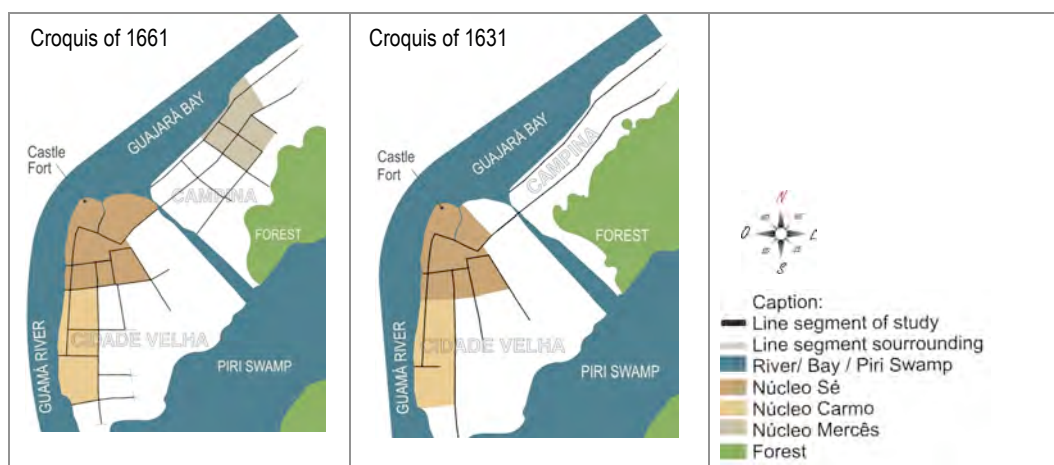 Croquis of 1661
GUAJARÁ BAY
Castle
Fort
CAMPINA
FOREST
CIDADE VELHA
GUAMÁ RIVER
PIRI SWAMP
Croquis of 1631
GUAJARÁ BAY
Castle
Fort
CAMPINA
FOREST
CIDADE VELHA
GUAMÁ RIVER
PIRI SWAMP
N
O
L
S
Caption:
Line segment of study
Line segment sourrounding
River/ Bay / Piri Swamp
Núcleo Sé
Núcleo Carmo
Núcleo Mercês
Forest